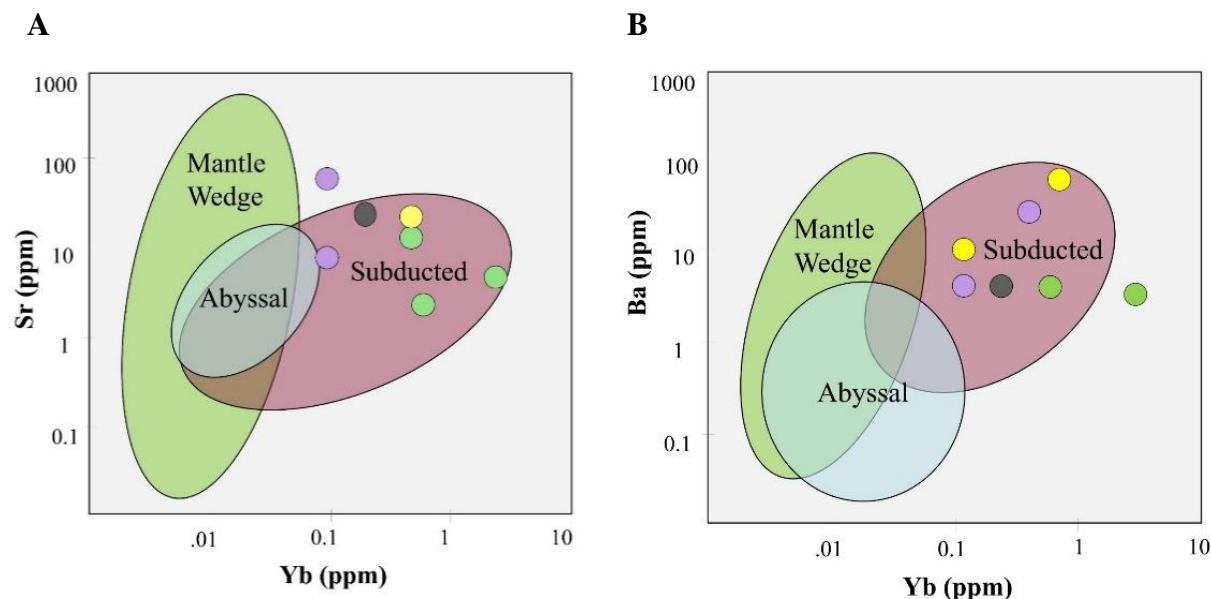 A
1000
100
10
1
0.1
Sr (ppm)
Mantle
Wedge
Abyssal
Subducted
.01
0.1
1
10
Yb (ppm)
B
1000
100
10
1
0.1
Ba (ppm)
Mantle
Wedge
Subducted
Abyssal
.01
0.1
1
10
Yb (ppm)